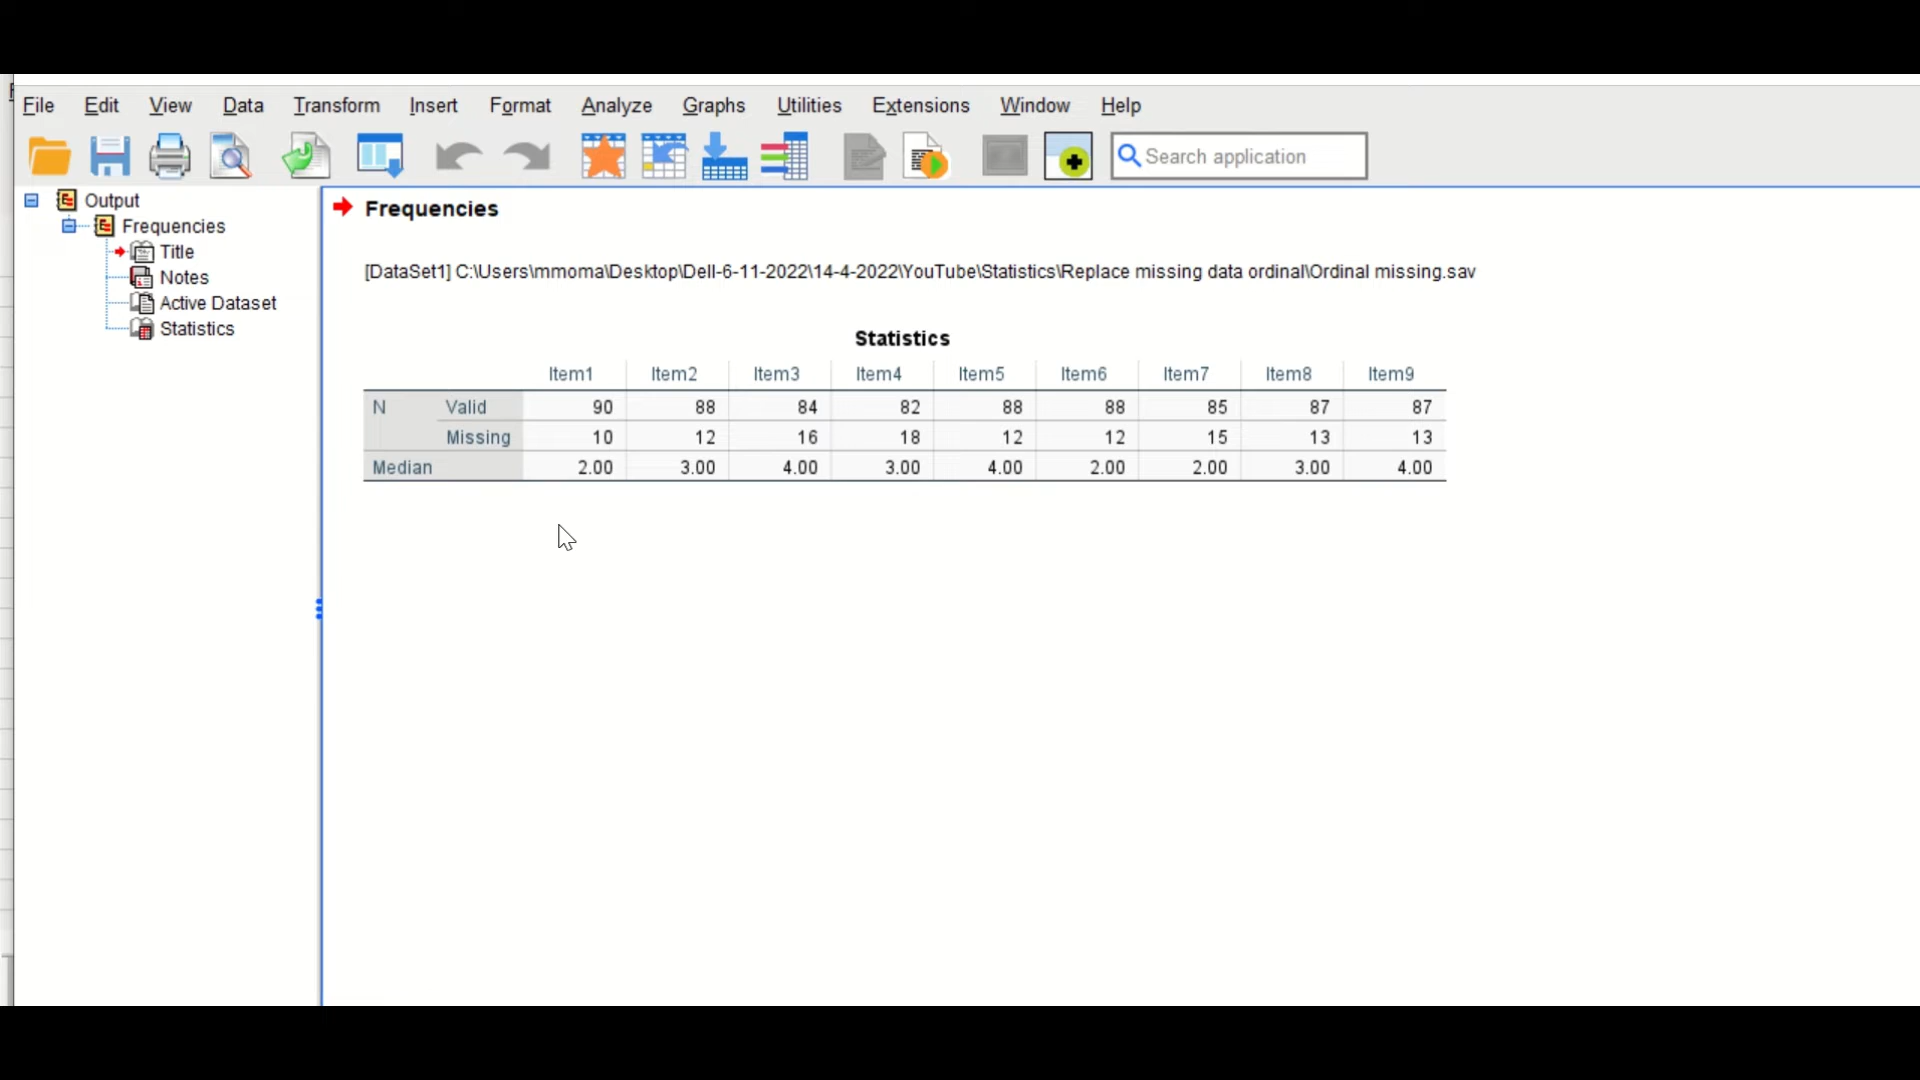 File Edit View Data Transform Insert Format Analyze Graphs Utilities Extensions Window Help
Search application
Output
Frequencies
Title
Notes
Active Dataset
Statistics
Frequencies
[DataSet1] C:\Users\mmoma\Desktop\Dell-6-11-2022\14-4-2022\YouTube\Statistics\Replace missing data ordinal\Ordinal missing.sav
Statistics
Item1 Item2 Item3 Item4 Item5 Item6 Item7 Item8 Item9
N Valid 90 88 84 82 88 88 85 87 87
Missing 10 12 16 18 12 12 15 13 13
Median 2.00 3.00 4.00 3.00 4.00 2.00 2.00 3.00 4.00